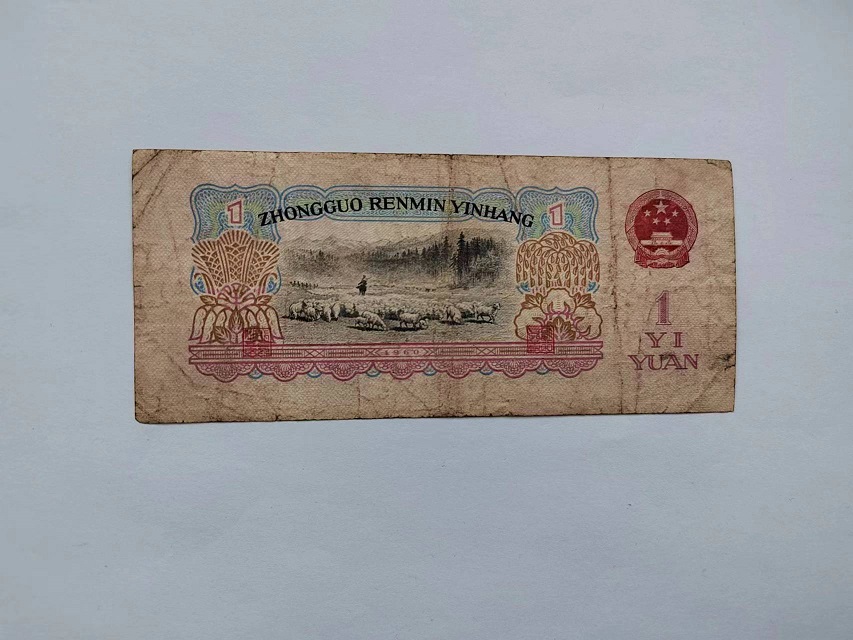 1 ZHONGGUO RENMIN YINHANG 1
1960
1
YI
YUAN